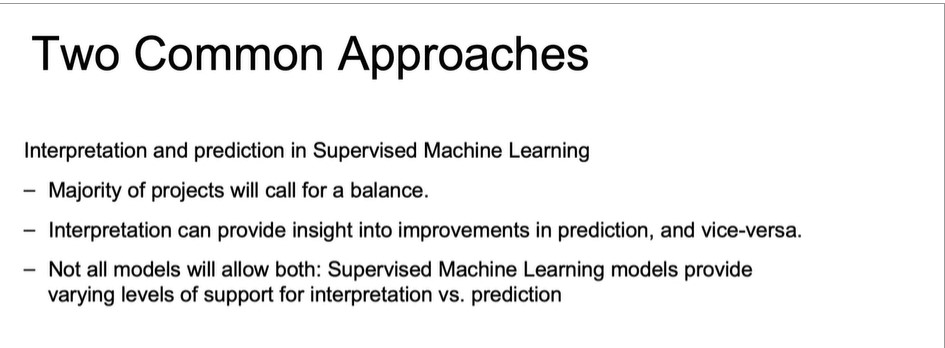 Two Common Approaches
Interpretation and prediction in Supervised Machine Learning
– Majority of projects will call for a balance.
– Interpretation can provide insight into improvements in prediction, and vice-versa.
– Not all models will allow both: Supervised Machine Learning models provide
varying levels of support for interpretation vs. prediction